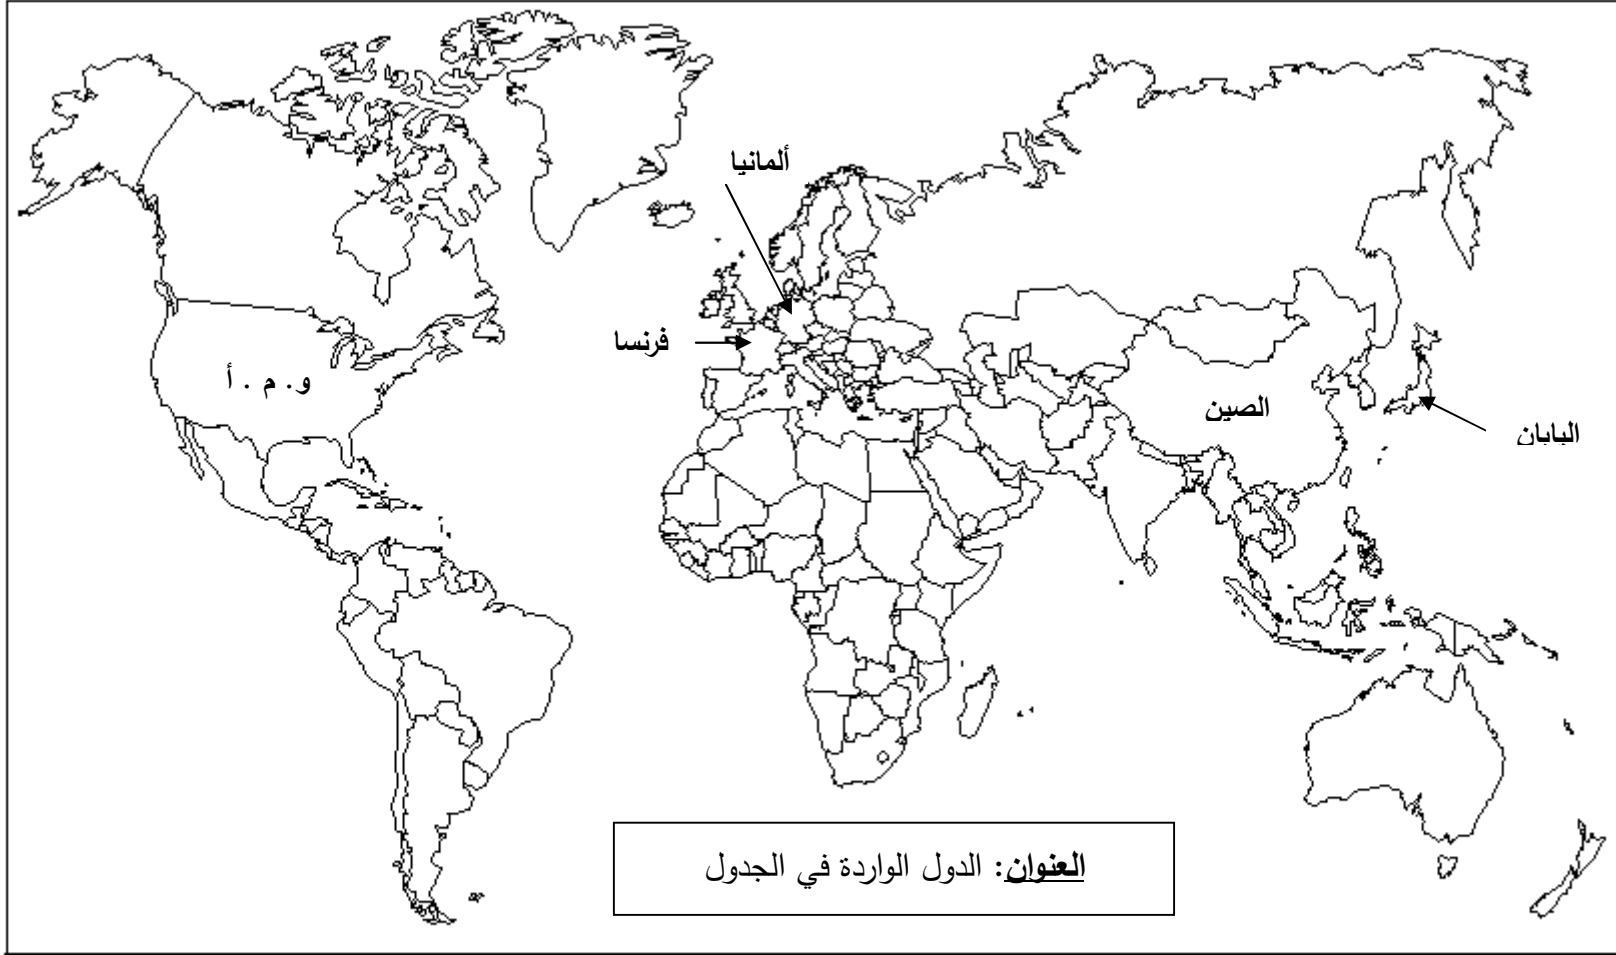 ألمانيا
فرنسا
و. م . أ
الصين
اليابان
العنوان: الدول الواردة في الجدول